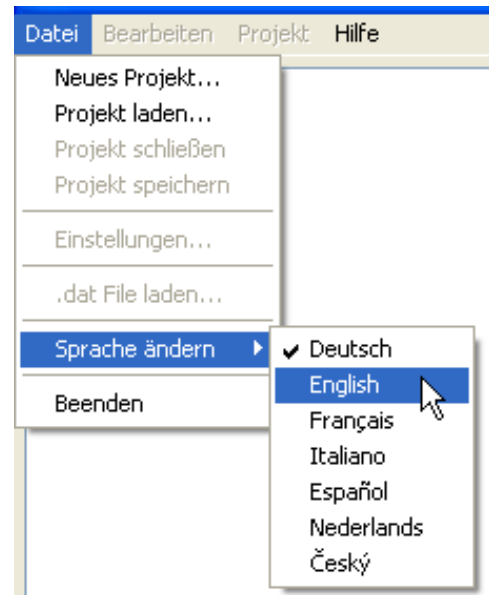 Datei Bearbeiten Projekt Hilfe
Neues Projekt...
Projekt laden...
Projekt schließen
Projekt speichern
Einstellungen...
.dat File laden...
Sprache ändern
Beenden
Deutsch
English
Français
Italiano
Español
Nederlands
Český